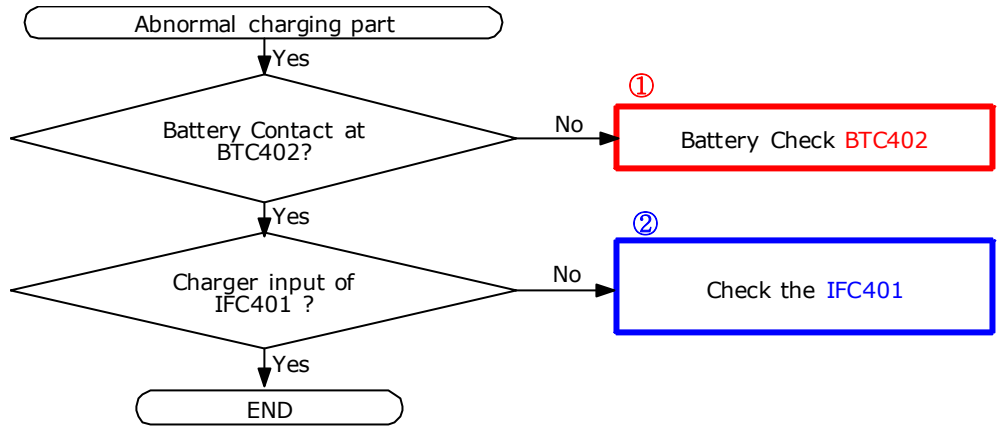 Abnormal charging part
Yes
①
Battery Contact at
BTC402?
No
Battery Check BTC402
Yes
②
Charger input of
IFC401 ?
No
Check the IFC401
Yes
END